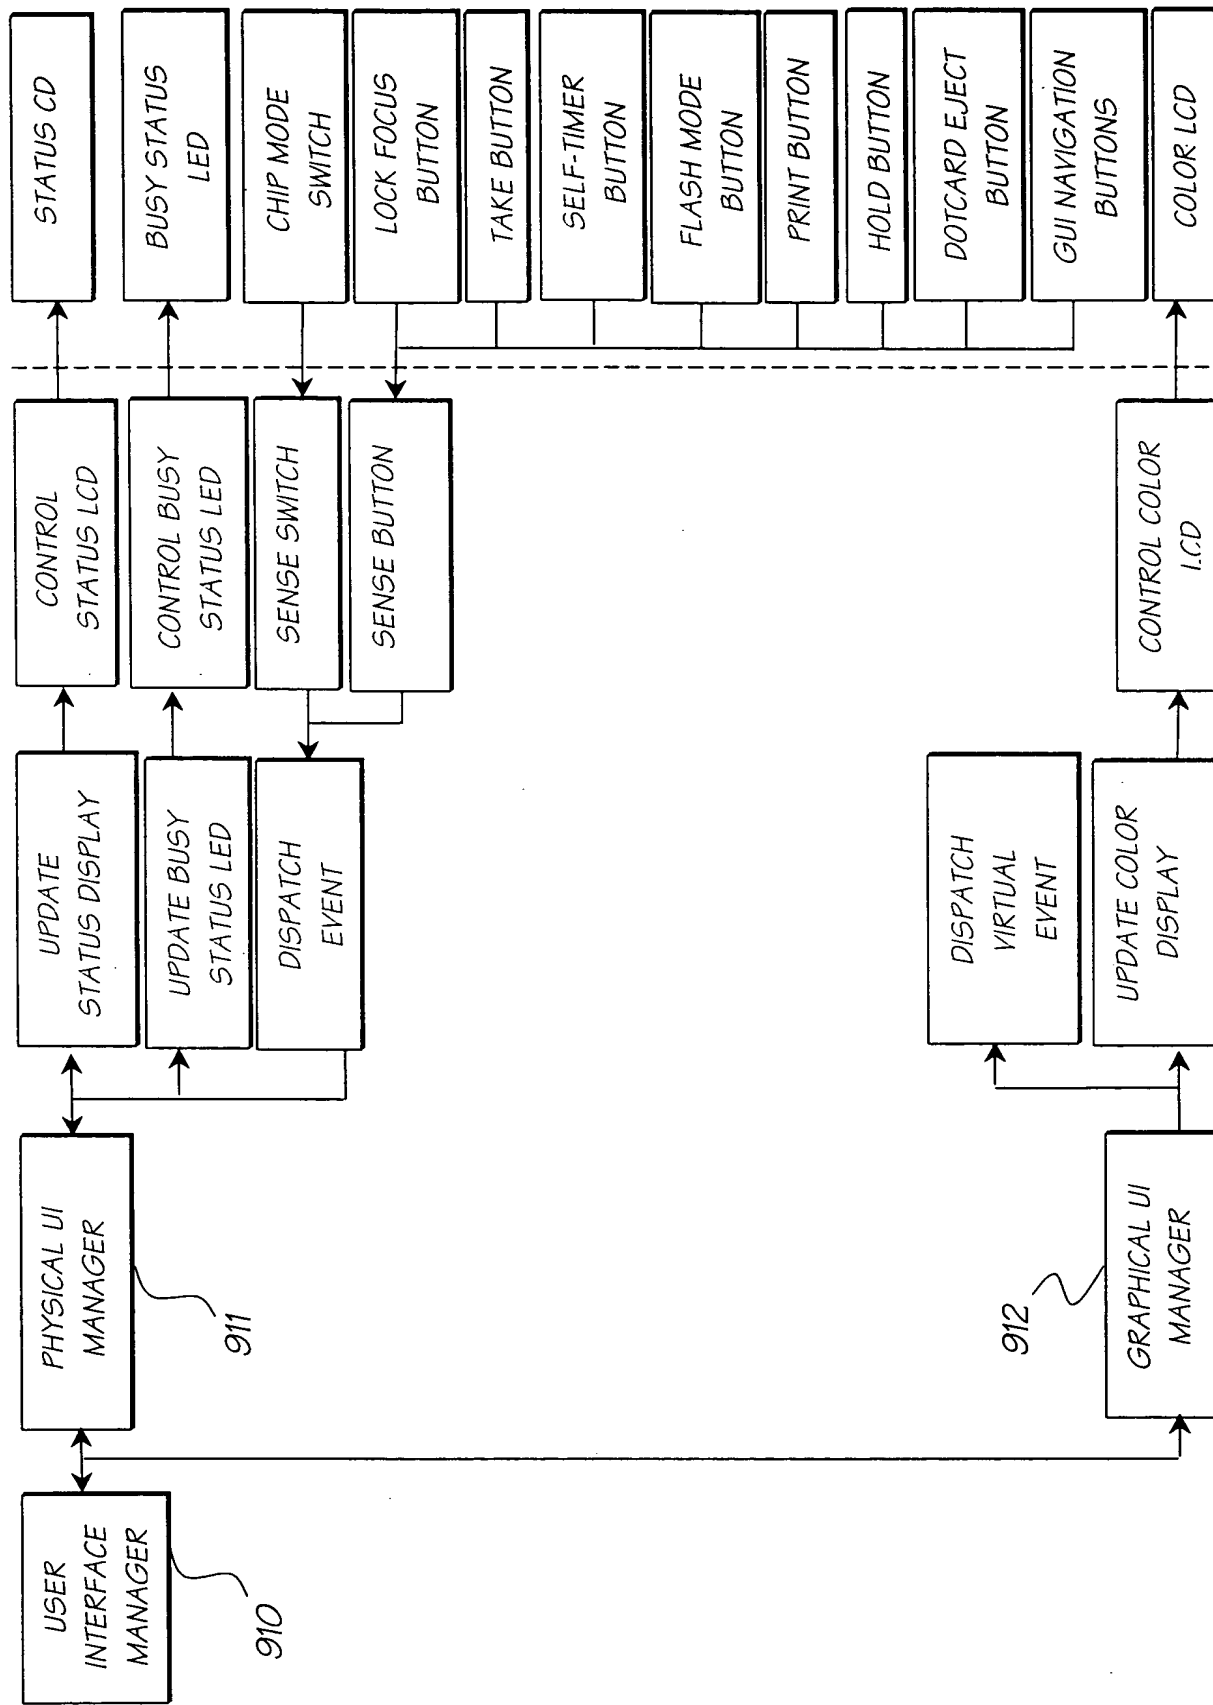 USER
INTERFACE
MANAGER
910
PHYSICAL UI
MANAGER
911
GRAPHICAL UI
MANAGER
912
UPDATE
STATUS DISPLAY
UPDATE BUSY
STATUS LED
DISPATCH
EVENT
DISPATCH
VIRTUAL
EVENT
UPDATE COLOR
DISPLAY
CONTROL
STATUS LCD
CONTROL BUSY
STATUS LED
SENSE SWITCH
SENSE BUTTON
CONTROL COLOR
LCD
STATUS CD
BUSY STATUS
LED
CHIP MODE
SWITCH
LOCK FOCUS
BUTTON
TAKE BUTTON
SELF-TIMER
BUTTON
FLASH MODE
BUTTON
PRINT BUTTON
HOLD BUTTON
DOTCARD EJECT
BUTTON
GUI NAVIGATION
BUTTONS
COLOR LCD